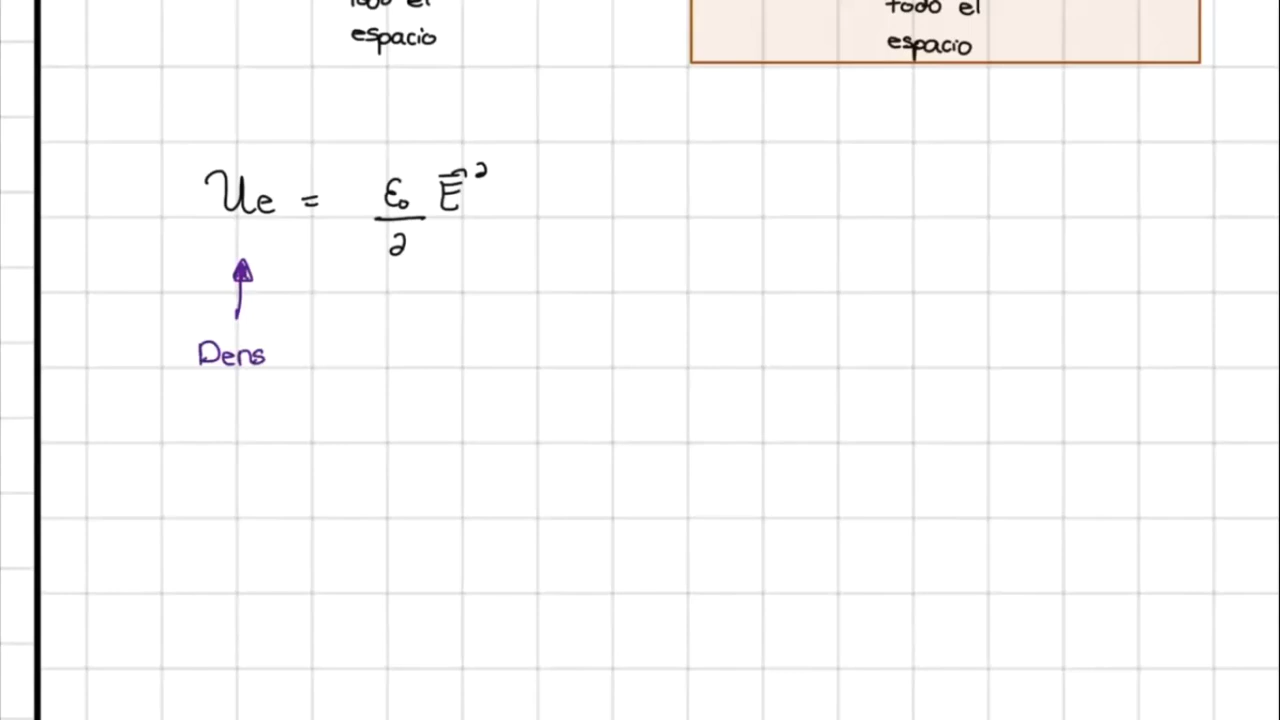 espacio
todo el
espacio
Ue = ε₀/2 E⃗²
Dens